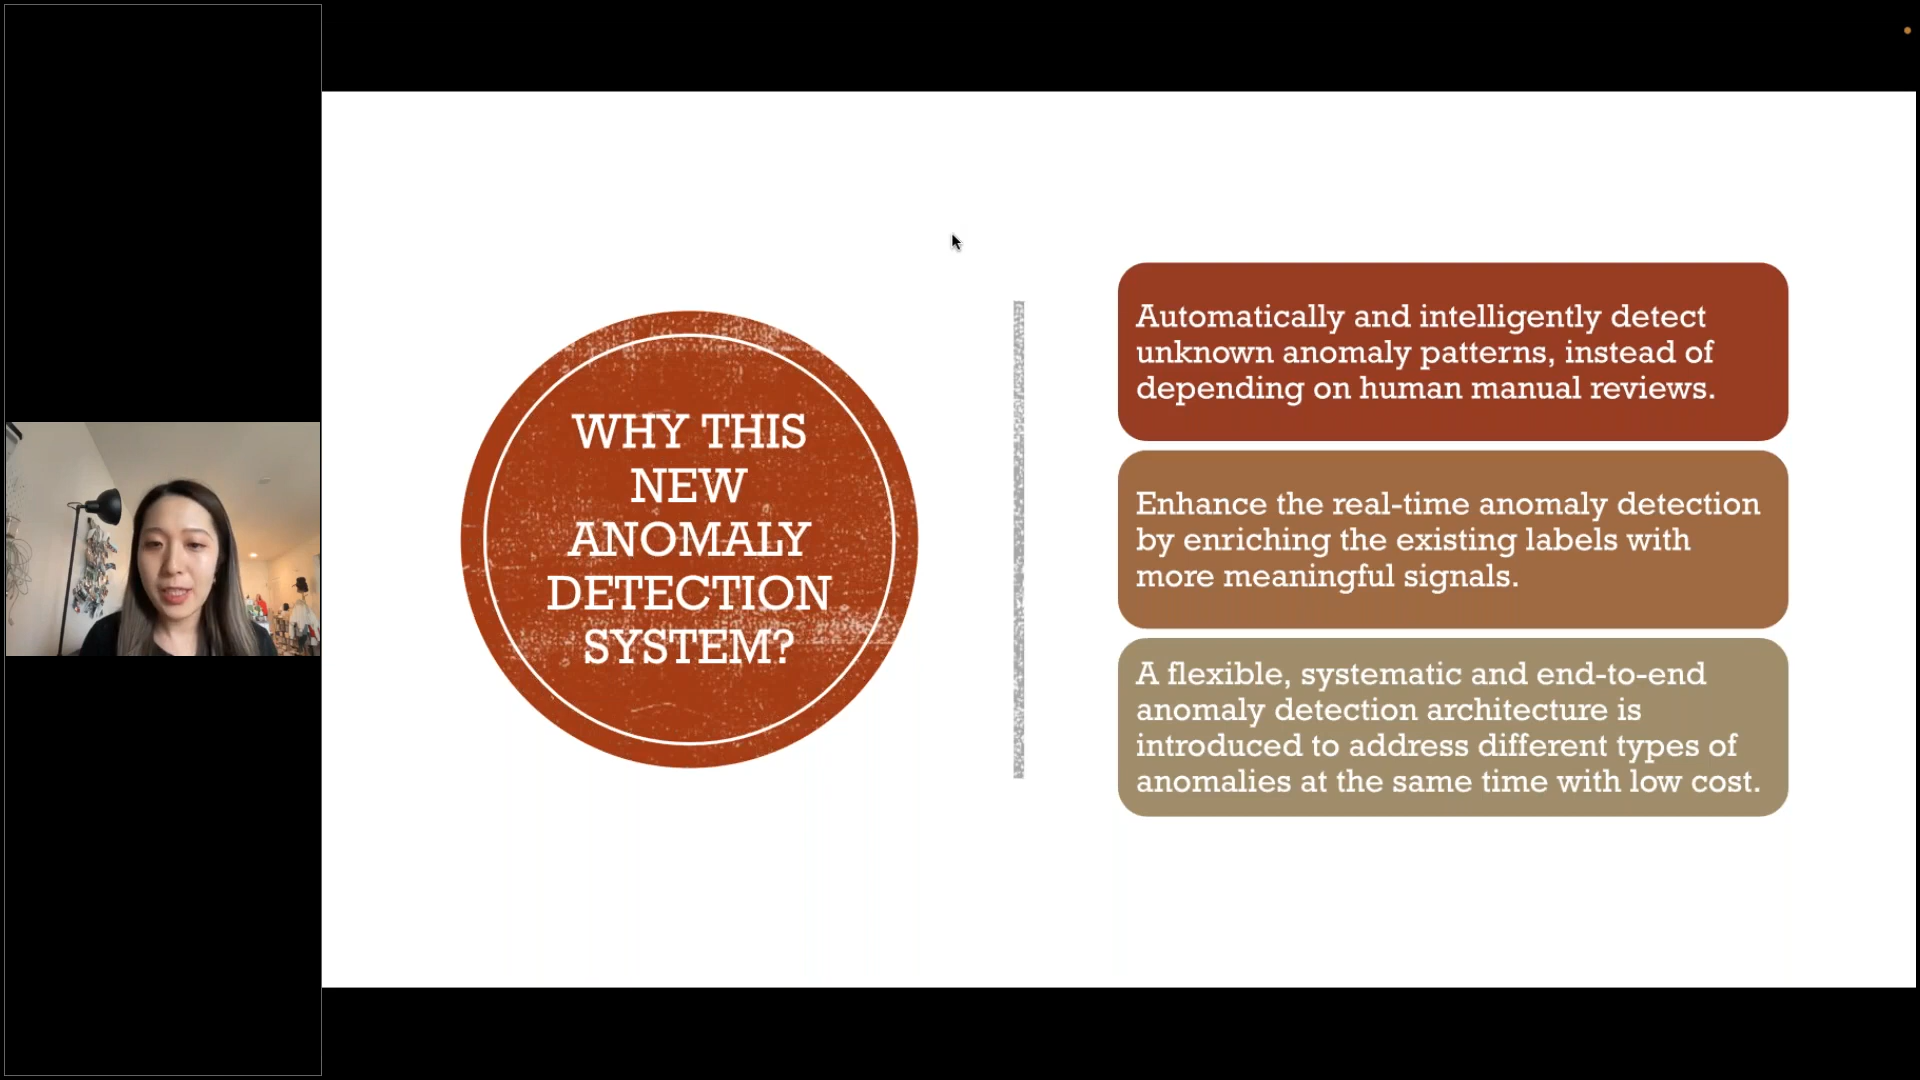 WHY THIS
NEW
ANOMALY
DETECTION
SYSTEM?
Automatically and intelligently detect
unknown anomaly patterns, instead of
depending on human manual reviews.
Enhance the real-time anomaly detection
by enriching the existing labels with
more meaningful signals.
A flexible, systematic and end-to-end
anomaly detection architecture is
introduced to address different types of
anomalies at the same time with low cost.